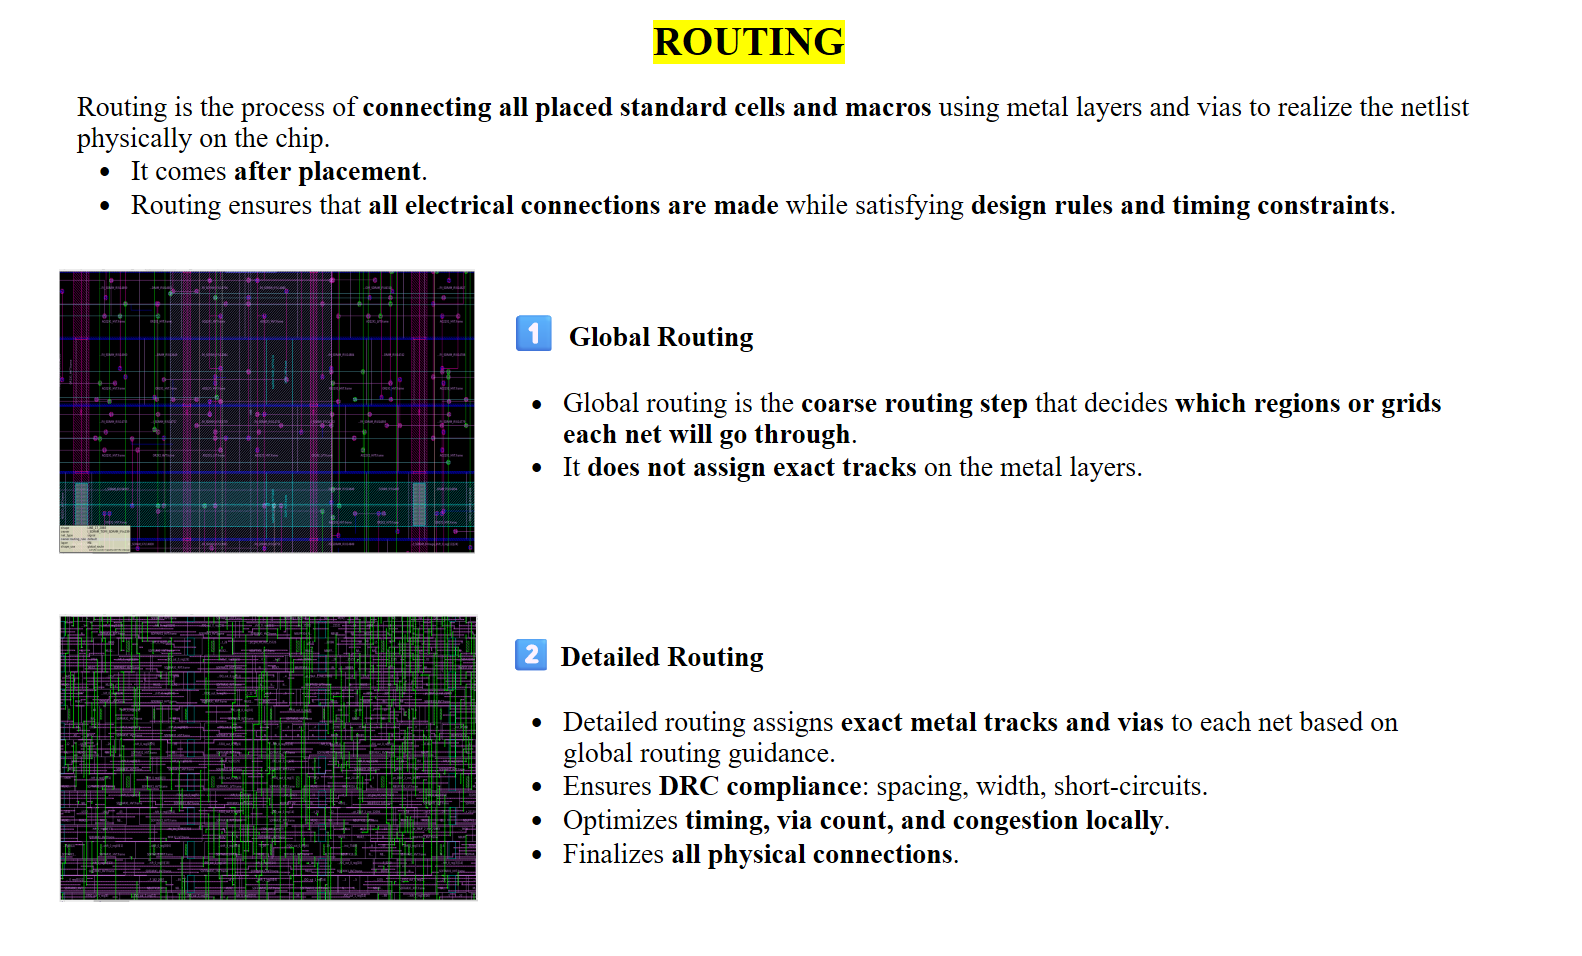 ROUTING
Routing is the process of connecting all placed standard cells and macros using metal layers and vias to realize the netlist
physically on the chip.
• It comes after placement.
• Routing ensures that all electrical connections are made while satisfying design rules and timing constraints.
1 Global Routing
• Global routing is the coarse routing step that decides which regions or grids
each net will go through.
• It does not assign exact tracks on the metal layers.
2 Detailed Routing
• Detailed routing assigns exact metal tracks and vias to each net based on
global routing guidance.
• Ensures DRC compliance: spacing, width, short-circuits.
• Optimizes timing, via count, and congestion locally.
• Finalizes all physical connections.